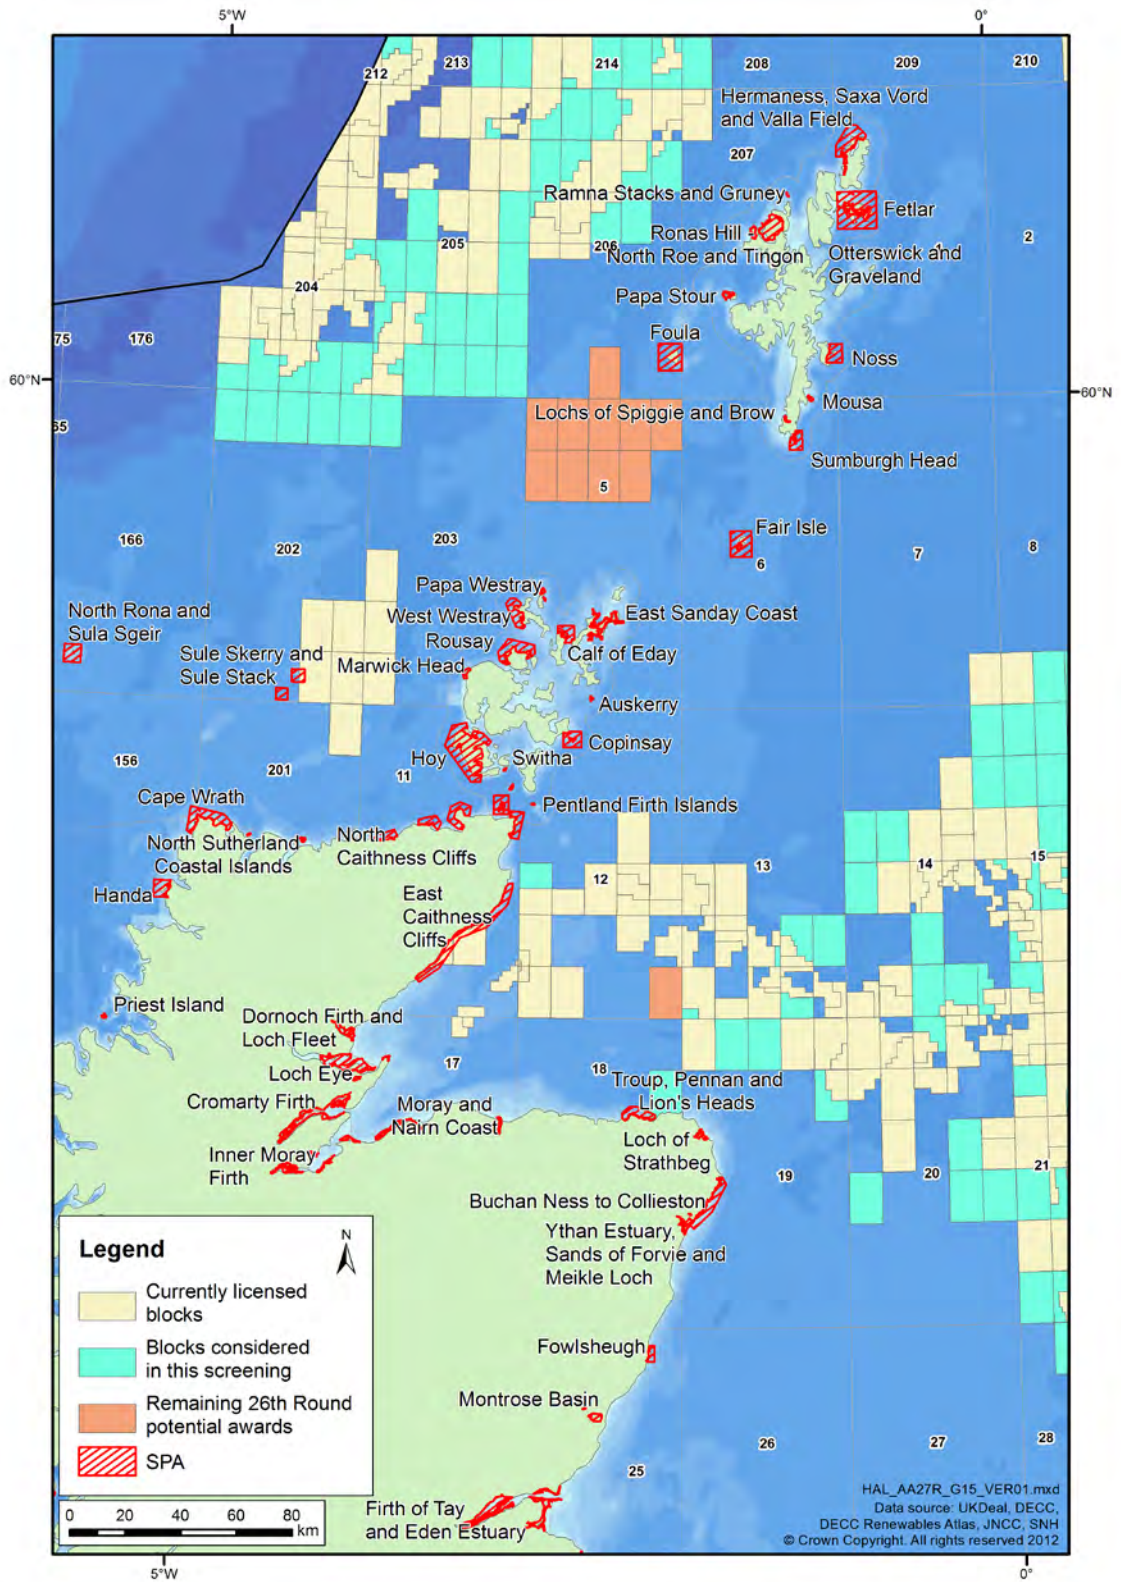 5°W
0°
212
213
214
208
209
210
Hermaness, Saxa Vord
and Valla Field
207
Ramna Stacks and Gruney
Fetlar
Ronas Hill
North Roe and Tingon
205
206
1
2
Otterswick and
Graveland
204
Papa Stour
75
176
Foula
Noss
60°N
60°N
Mousa
Lochs of Spiggie and Brow
65
Sumburgh Head
5
Fair Isle
166
202
203
6
7
8
Papa Westray
North Rona and
Sula Sgeir
West Westray
East Sanday Coast
Rousay
Calf of Eday
Sule Skerry and
Sule Stack
Marwick Head
Auskerry
Copinsay
Hoy
Switha
156
201
11
Cape Wrath
Pentland Firth Islands
North Sutherland
Coastal Islands
North
Caithness Cliffs
12
13
14
15
Handa
East
Caithness
Cliffs
Priest Island
Dornoch Firth and
Loch Fleet
Loch Eye
17
18
Troup, Pennan and
Lion's Heads
Cromarty Firth
Moray and
Nairn Coast
Inner Moray
Firth
Loch of
Strathbeg
19
20
21
Buchan Ness to Collieston
Ythan Estuary,
Sands of Forvie and
Meikle Loch
Legend
N
Currently licensed
blocks
Blocks considered
in this screening
Remaining 26th Round
potential awards
SPA
Fowlsheugh
Montrose Basin
26
27
28
25
Firth of Tay
and Eden Estuary
0 20 40 60 80
km
HAL_AA27R_G15_VER01.mxd
Data source: UKDeal, DECC,
DECC Renewables Atlas, JNCC, SNH
© Crown Copyright. All rights reserved 2012
5°W
0°